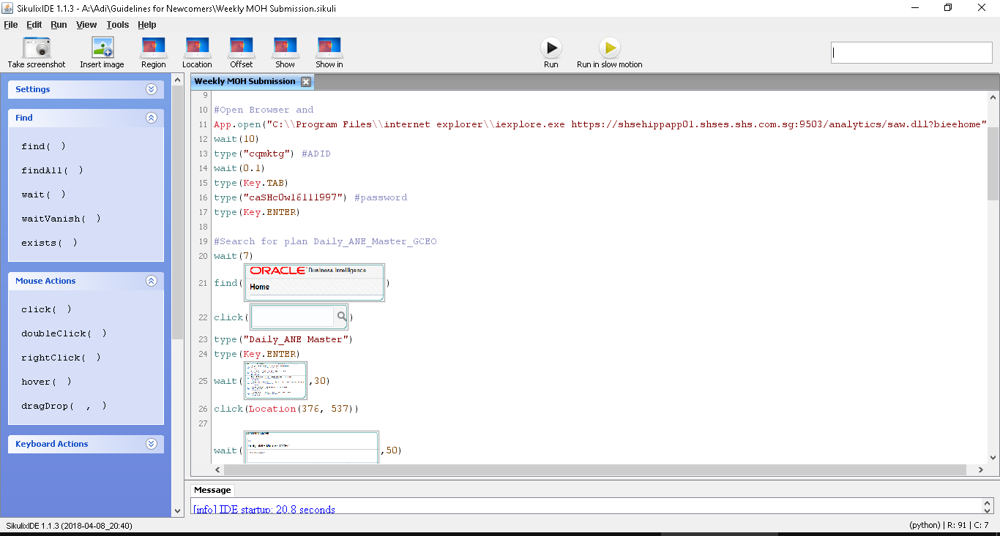 SikulixIDE 1.1.3 - A:\Adi\Guidelines for Newcomers\Weekly MOH Submission.sikuli
File Edit Run View Tools Help
Take screenshot Insert image Region Location Offset Show Show in Run Run in slow motion
Settings
Find
find( )
findAll( )
wait( )
waitVanish( )
exists( )
Mouse Actions
click( )
doubleClick( )
rightClick( )
hover( )
dragDrop( , )
Keyboard Actions
Weekly MOH Submission
9
10 #Open Browser and
11 App.open("C:\\Program Files\\internet explorer\\iexplore.exe https://shsehippapp01.shses.shs.com.sg:9503/analytics/saw.dll?bieehome"
12 wait(10)
13 type("cqmktg") #ADID
14 wait(0.1)
15 type(Key.TAB)
16 type("caSHc0w16111997") #password
17 type(Key.ENTER)
18
19 #Search for plan Daily_ANE_Master_GCEO
20 wait(7)
21 find( ORACLE Business Intelligence
Home )
22 click( )
23 type("Daily_ANE Master")
24 type(Key.ENTER)
25 wait( ,30)
26 click(Location(376, 537))
27
wait( ,50)
Message
[info] IDE startup: 20.8 seconds
SikulixIDE 1.1.3 (2018-04-08_20:40) (python) | R: 91 | C: 7